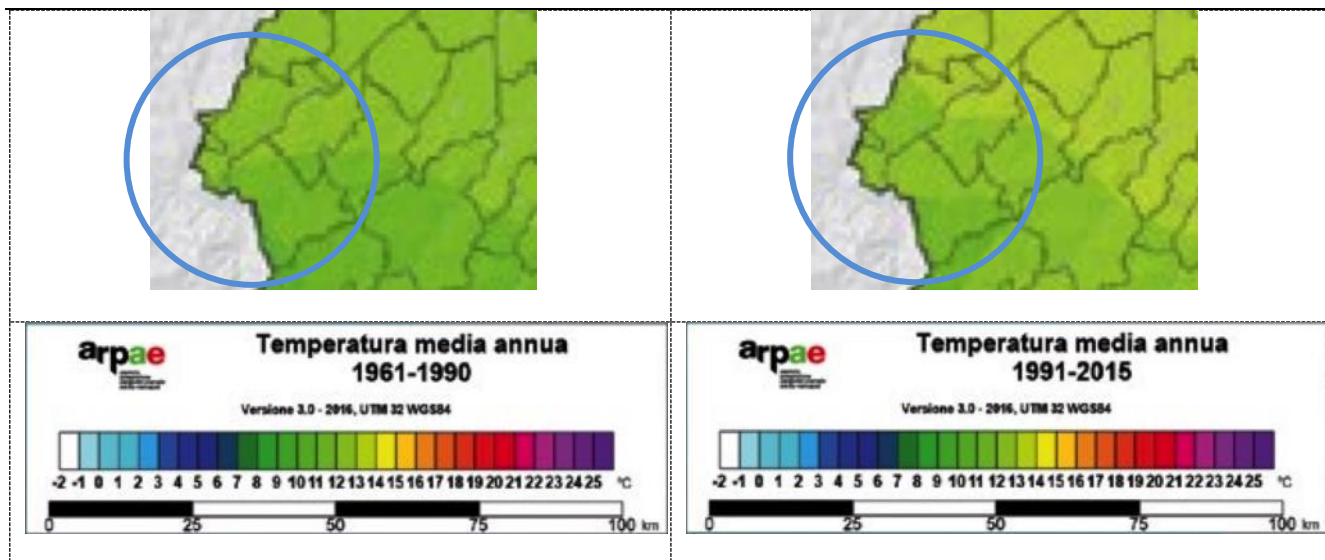 arpae
Temperatura media annua
1961-1990
Versione 3.0 - 2016, UTM 32 WGS84
-2 -1 0 1 2 3 4 5 6 7 8 9 10 11 12 13 14 15 16 17 18 19 20 21 22 23 24 25 °C
0 25 50 75 100 km
arpae
Temperatura media annua
1991-2015
Versione 3.0 - 2016, UTM 32 WGS84
-2 -1 0 1 2 3 4 5 6 7 8 9 10 11 12 13 14 15 16 17 18 19 20 21 22 23 24 25 °C
0 25 50 75 100 km